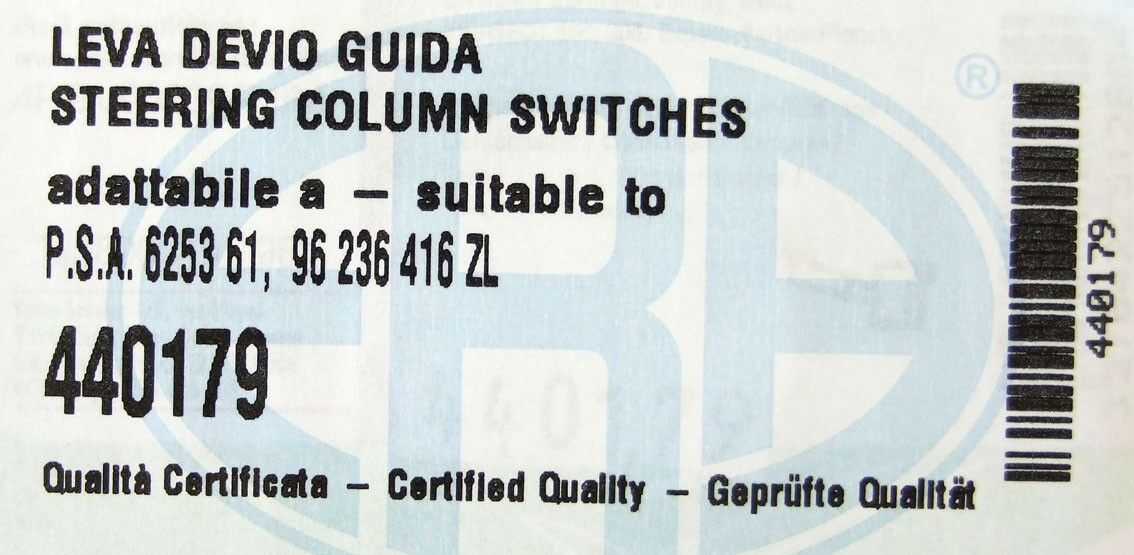 LEVA DEVIO GUIDA
STEERING COLUMN SWITCHES
adattabile a – suitable to
P.S.A. 6253 61, 96 236 416 ZL
440179
Qualità Certificata – Certified Quality – Geprüfte Qualität
440179
ERA ®